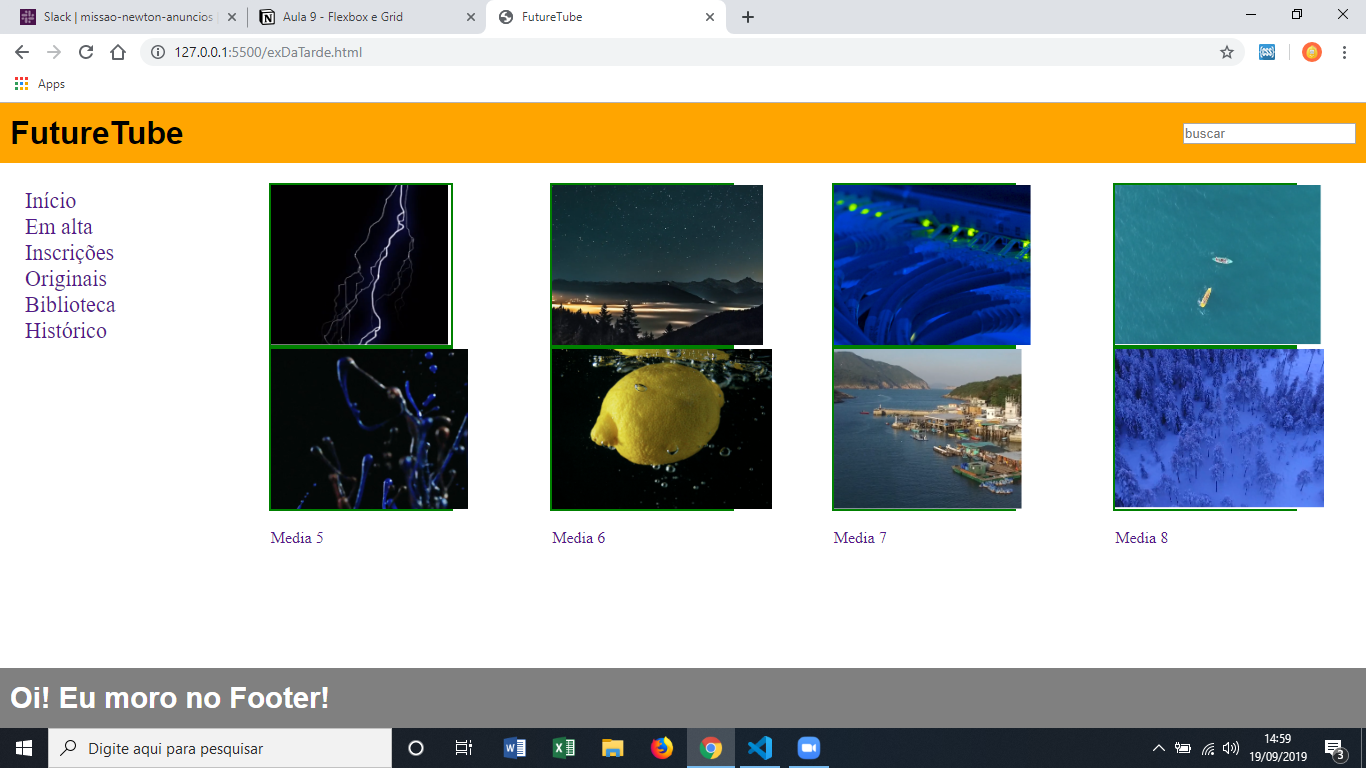 Slack | missao-newton-anuncios
Aula 9 - Flexbox e Grid
FutureTube
127.0.0.1:5500/exDaTarde.html
Apps
FutureTube
buscar
Início
Em alta
Inscrições
Originais
Biblioteca
Histórico
Media 5
Media 6
Media 7
Media 8
Oi! Eu moro no Footer!
Digite aqui para pesquisar
14:59
19/09/2019
3